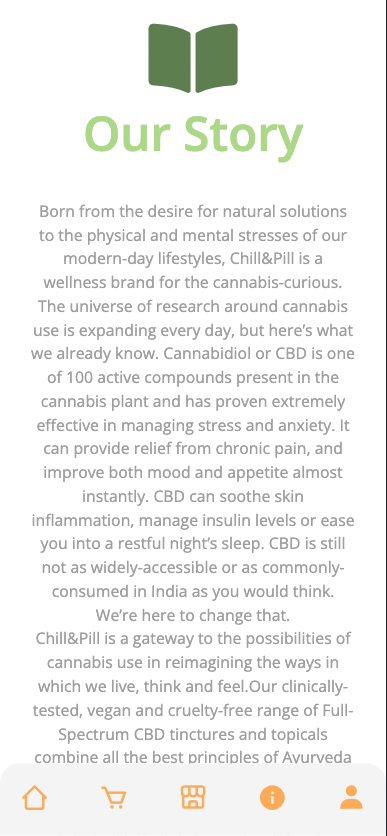 Our Story
Born from the desire for natural solutions
to the physical and mental stresses of our
modern-day lifestyles, Chill&Pill is a
wellness brand for the cannabis-curious.
The universe of research around cannabis
use is expanding every day, but here’s what
we already know. Cannabidiol or CBD is one
of 100 active compounds present in the
cannabis plant and has proven extremely
effective in managing stress and anxiety. It
can provide relief from chronic pain, and
improve both mood and appetite almost
instantly. CBD can soothe skin
inflammation, manage insulin levels or ease
you into a restful night’s sleep. CBD is still
not as widely-accessible or as commonly-
consumed in India as you would think.
We’re here to change that.
Chill&Pill is a gateway to the possibilities of
cannabis use in reimagining the ways in
which we live, think and feel.Our clinically-
tested, vegan and cruelty-free range of Full-
Spectrum CBD tinctures and topicals
combine all the best principles of Ayurveda